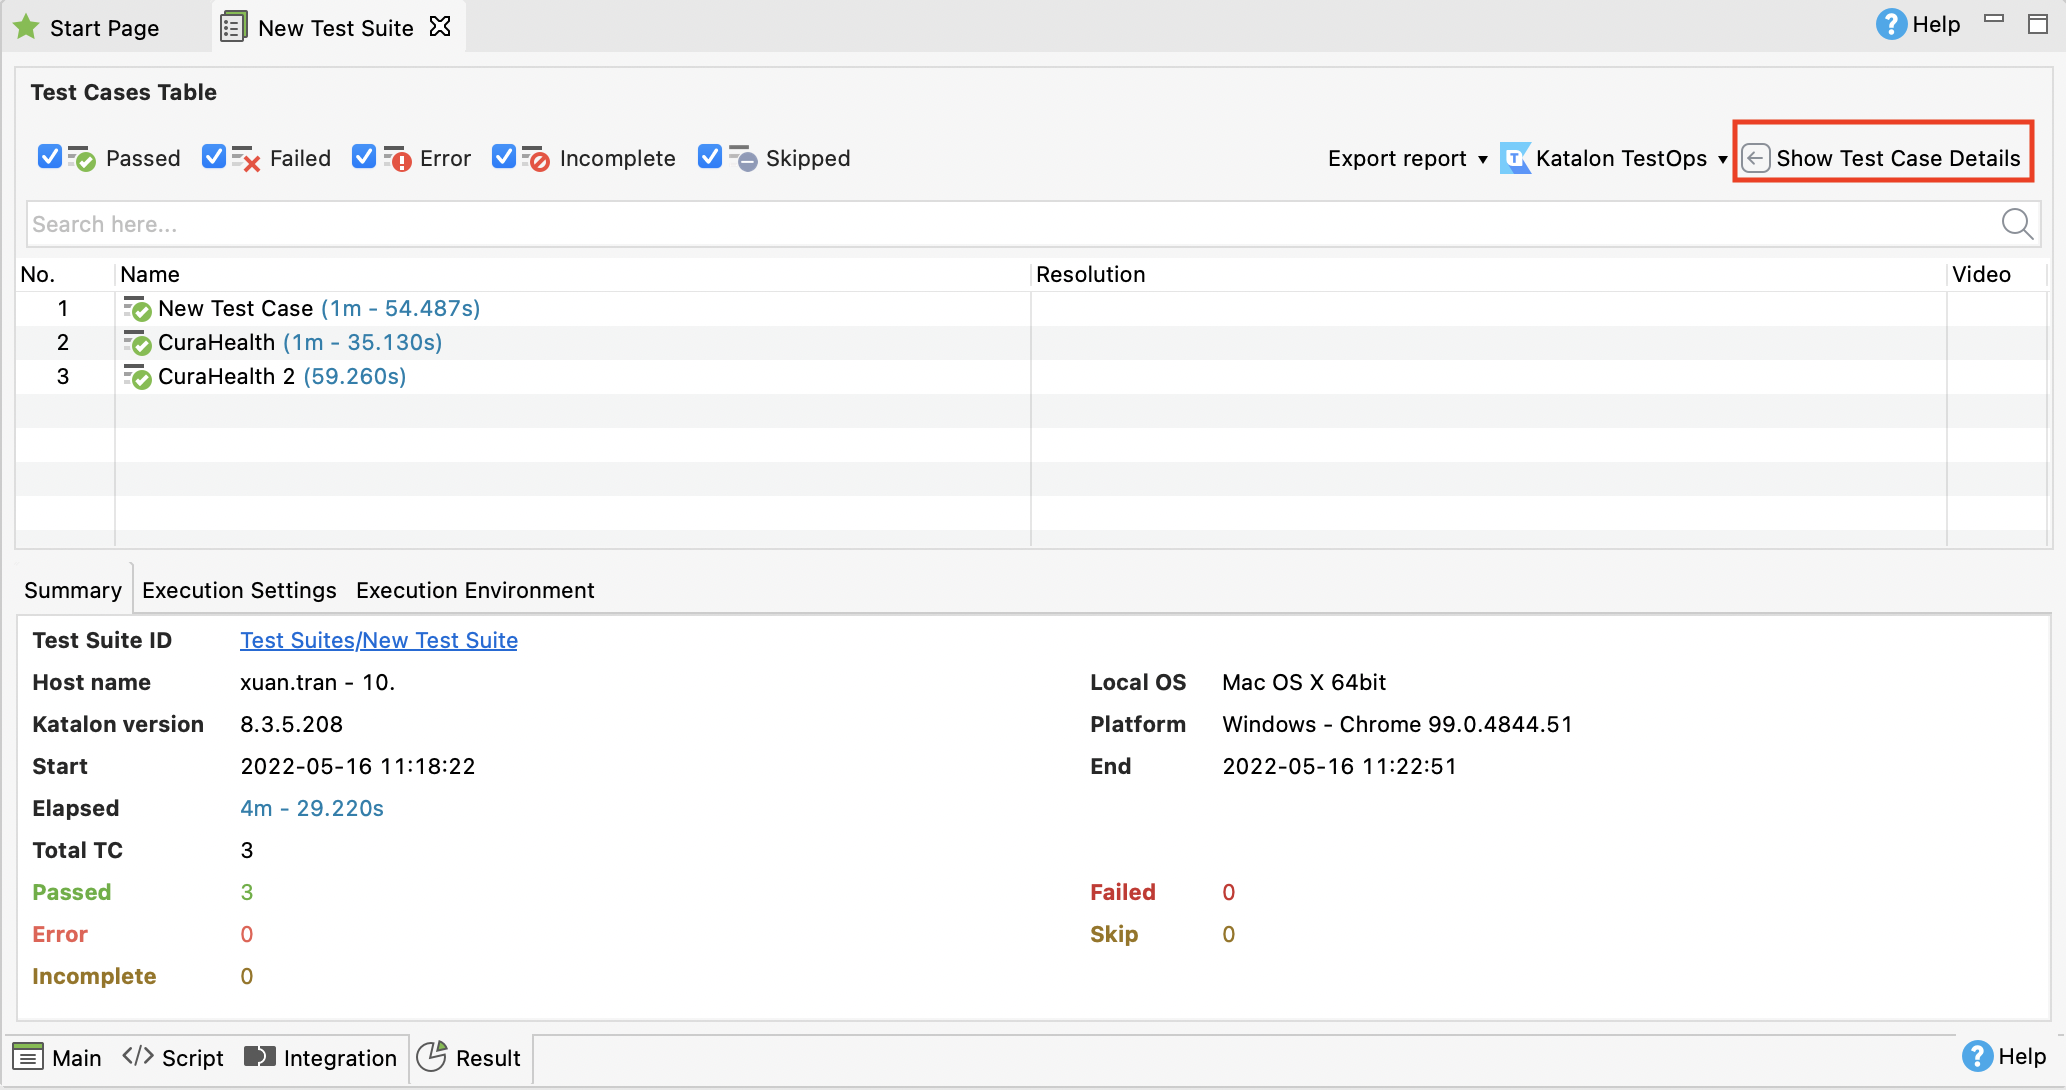 Start Page New Test Suite Help
Test Cases Table
Passed Failed Error Incomplete Skipped Export report Katalon TestOps Show Test Case Details
Search here...
No. Name Resolution Video
1 New Test Case (1m - 54.487s)
2 CuraHealth (1m - 35.130s)
3 CuraHealth 2 (59.260s)
Summary Execution Settings Execution Environment
Test Suite ID Test Suites/New Test Suite
Host name xuan.tran - 10. Local OS Mac OS X 64bit
Katalon version 8.3.5.208 Platform Windows - Chrome 99.0.4844.51
Start 2022-05-16 11:18:22 End 2022-05-16 11:22:51
Elapsed 4m - 29.220s
Total TC 3
Passed 3 Failed 0
Error 0 Skip 0
Incomplete 0
Main Script Integration Result Help